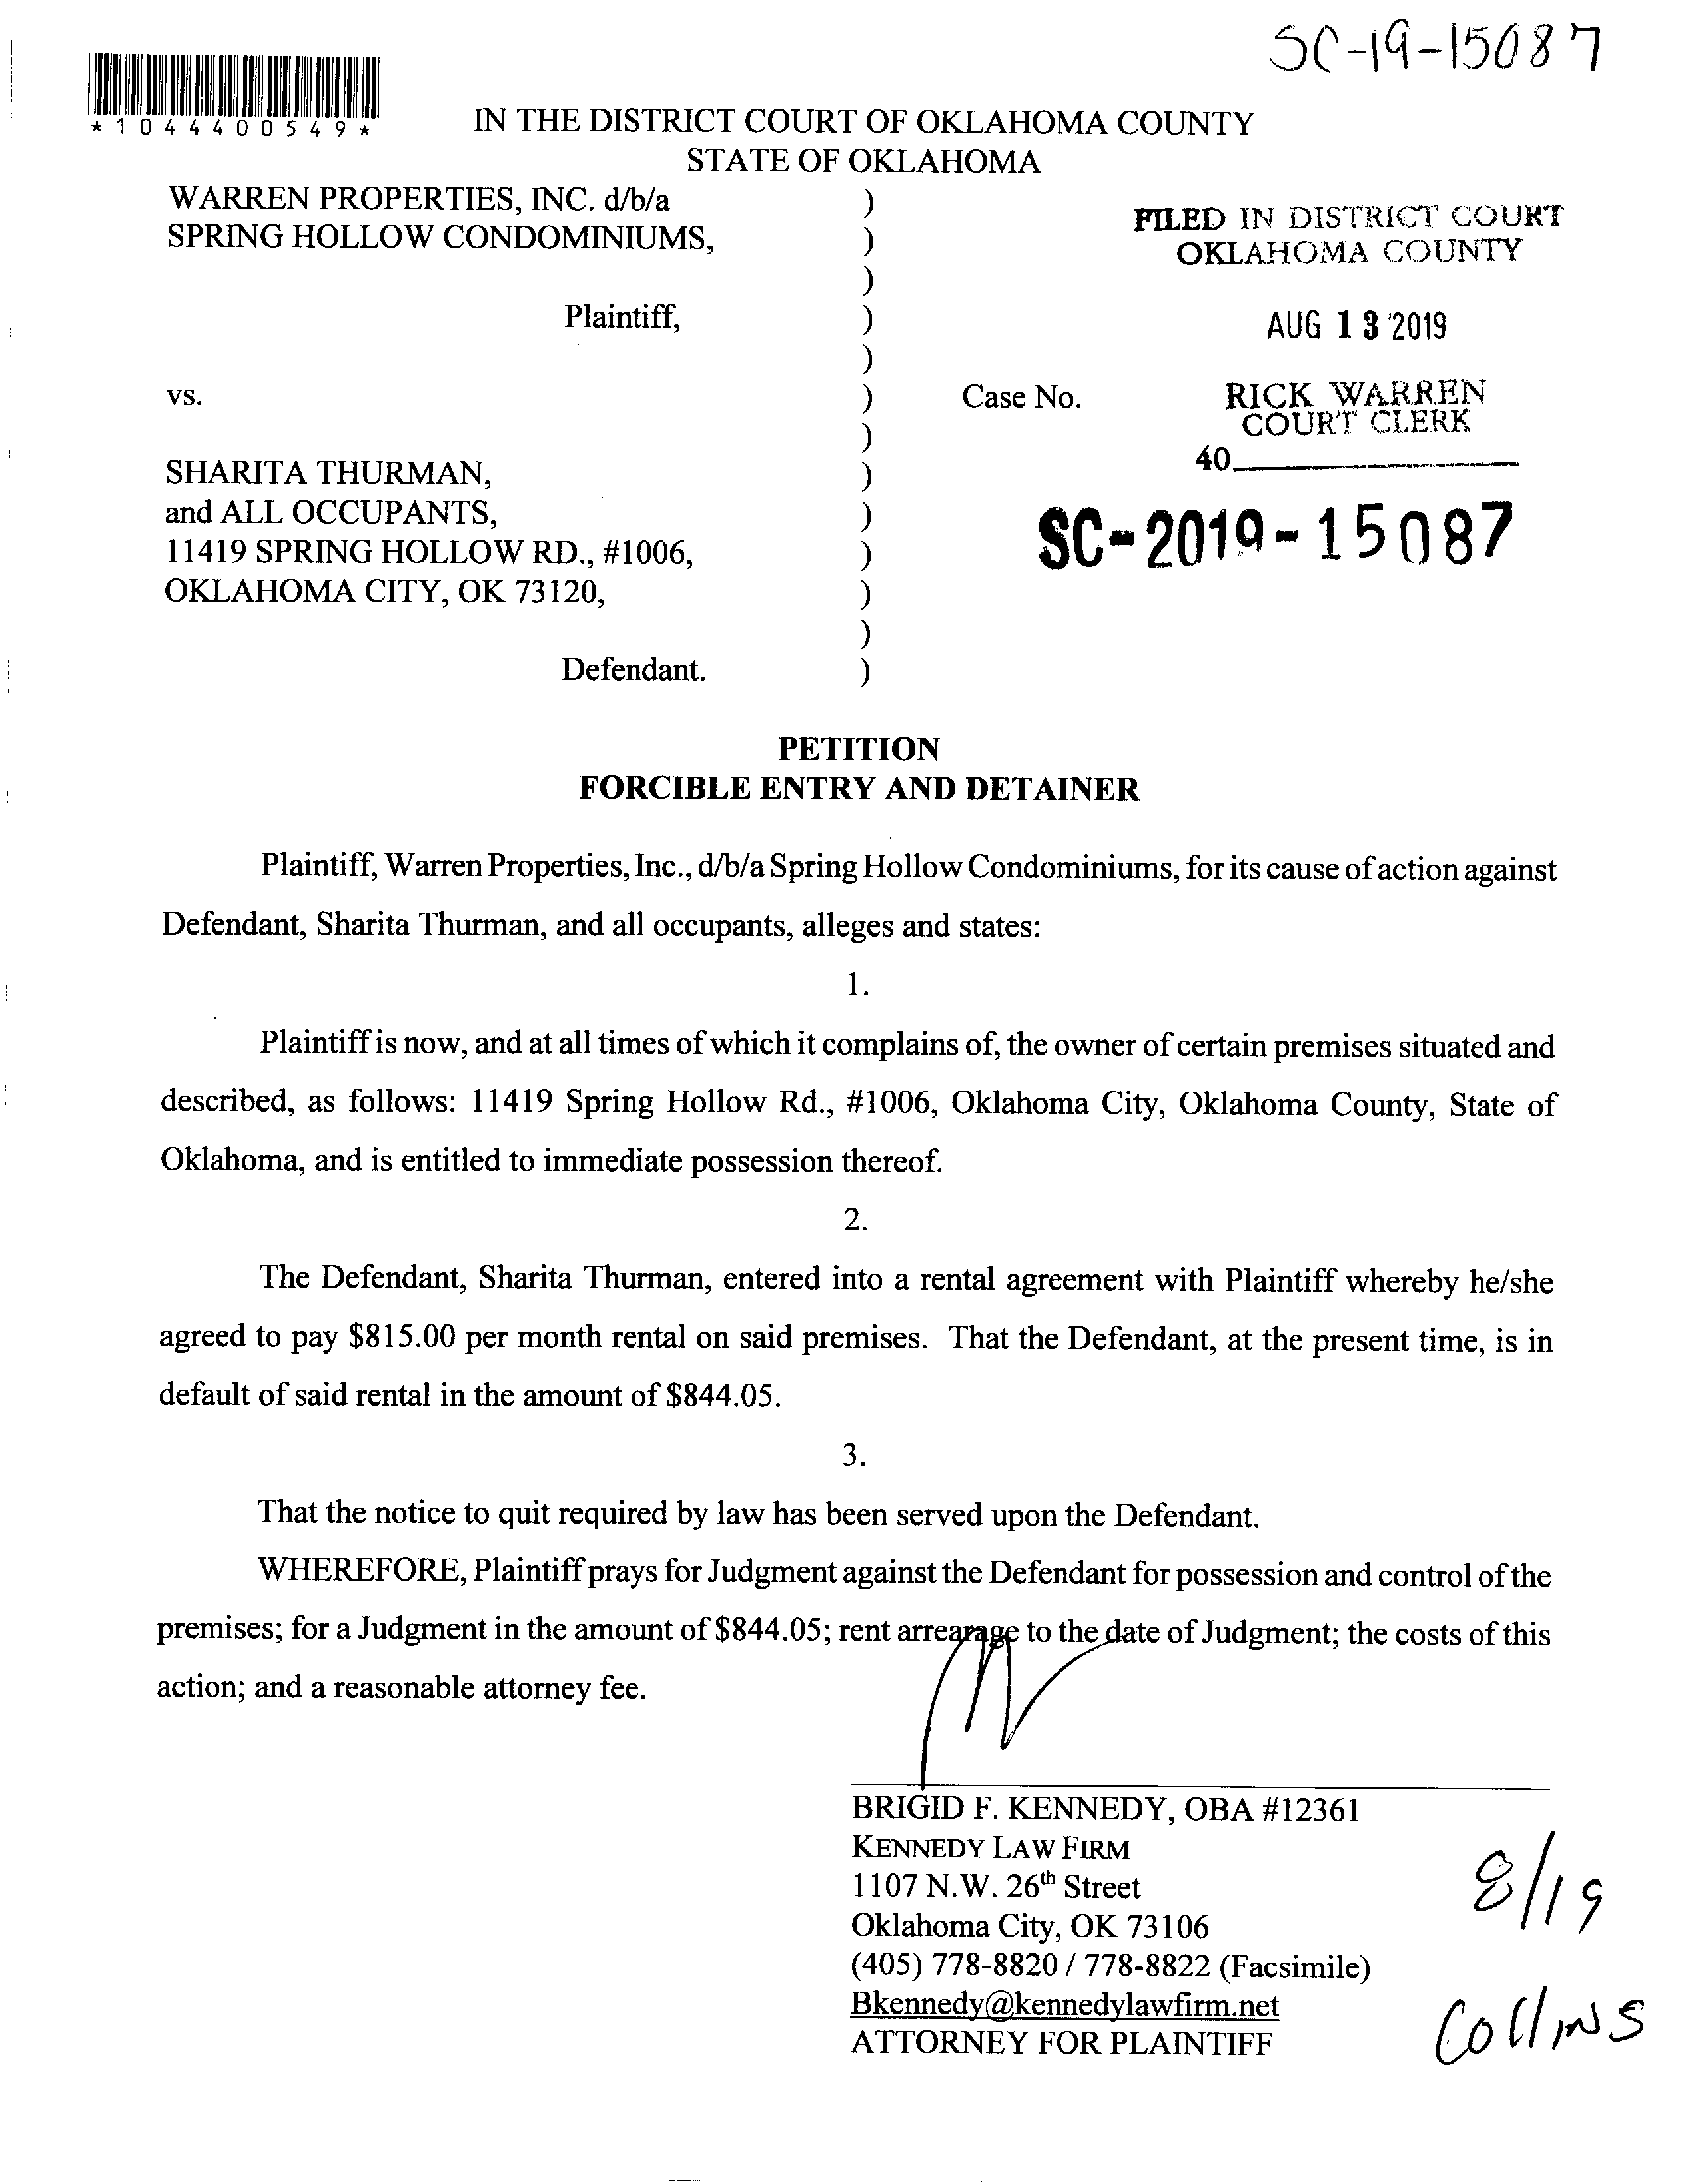 SC-19-15087
*1044400549*
IN THE DISTRICT COURT OF OKLAHOMA COUNTY
STATE OF OKLAHOMA
WARREN PROPERTIES, INC. d/b/a )
SPRING HOLLOW CONDOMINIUMS, )
)
Plaintiff, )
)
vs. )
)
SHARITA THURMAN, )
and ALL OCCUPANTS, )
11419 SPRING HOLLOW RD., #1006, )
OKLAHOMA CITY, OK 73120, )
)
Defendant. )
FILED IN DISTRICT COURT
OKLAHOMA COUNTY
AUG 13 2019
Case No.
RICK WARREN
COURT CLERK
40
SC-2019-15087
PETITION
FORCIBLE ENTRY AND DETAINER
Plaintiff, Warren Properties, Inc., d/b/a Spring Hollow Condominiums, for its cause of action against
Defendant, Sharita Thurman, and all occupants, alleges and states:
1.
Plaintiff is now, and at all times of which it complains of, the owner of certain premises situated and
described, as follows: 11419 Spring Hollow Rd., #1006, Oklahoma City, Oklahoma County, State of
Oklahoma, and is entitled to immediate possession thereof.
2.
The Defendant, Sharita Thurman, entered into a rental agreement with Plaintiff whereby he/she
agreed to pay $815.00 per month rental on said premises. That the Defendant, at the present time, is in
default of said rental in the amount of $844.05.
3.
That the notice to quit required by law has been served upon the Defendant.
WHEREFORE, Plaintiff prays for Judgment against the Defendant for possession and control of the
premises; for a Judgment in the amount of $844.05; rent arrearage to the date of Judgment; the costs of this
action; and a reasonable attorney fee.
BRIGID F. KENNEDY, OBA #12361
KENNEDY LAW FIRM
1107 N.W. 26th Street
Oklahoma City, OK 73106
(405) 778-8820 / 778-8822 (Facsimile)
Bkennedy@kennedylawfirm.net
ATTORNEY FOR PLAINTIFF
8/19
Collins